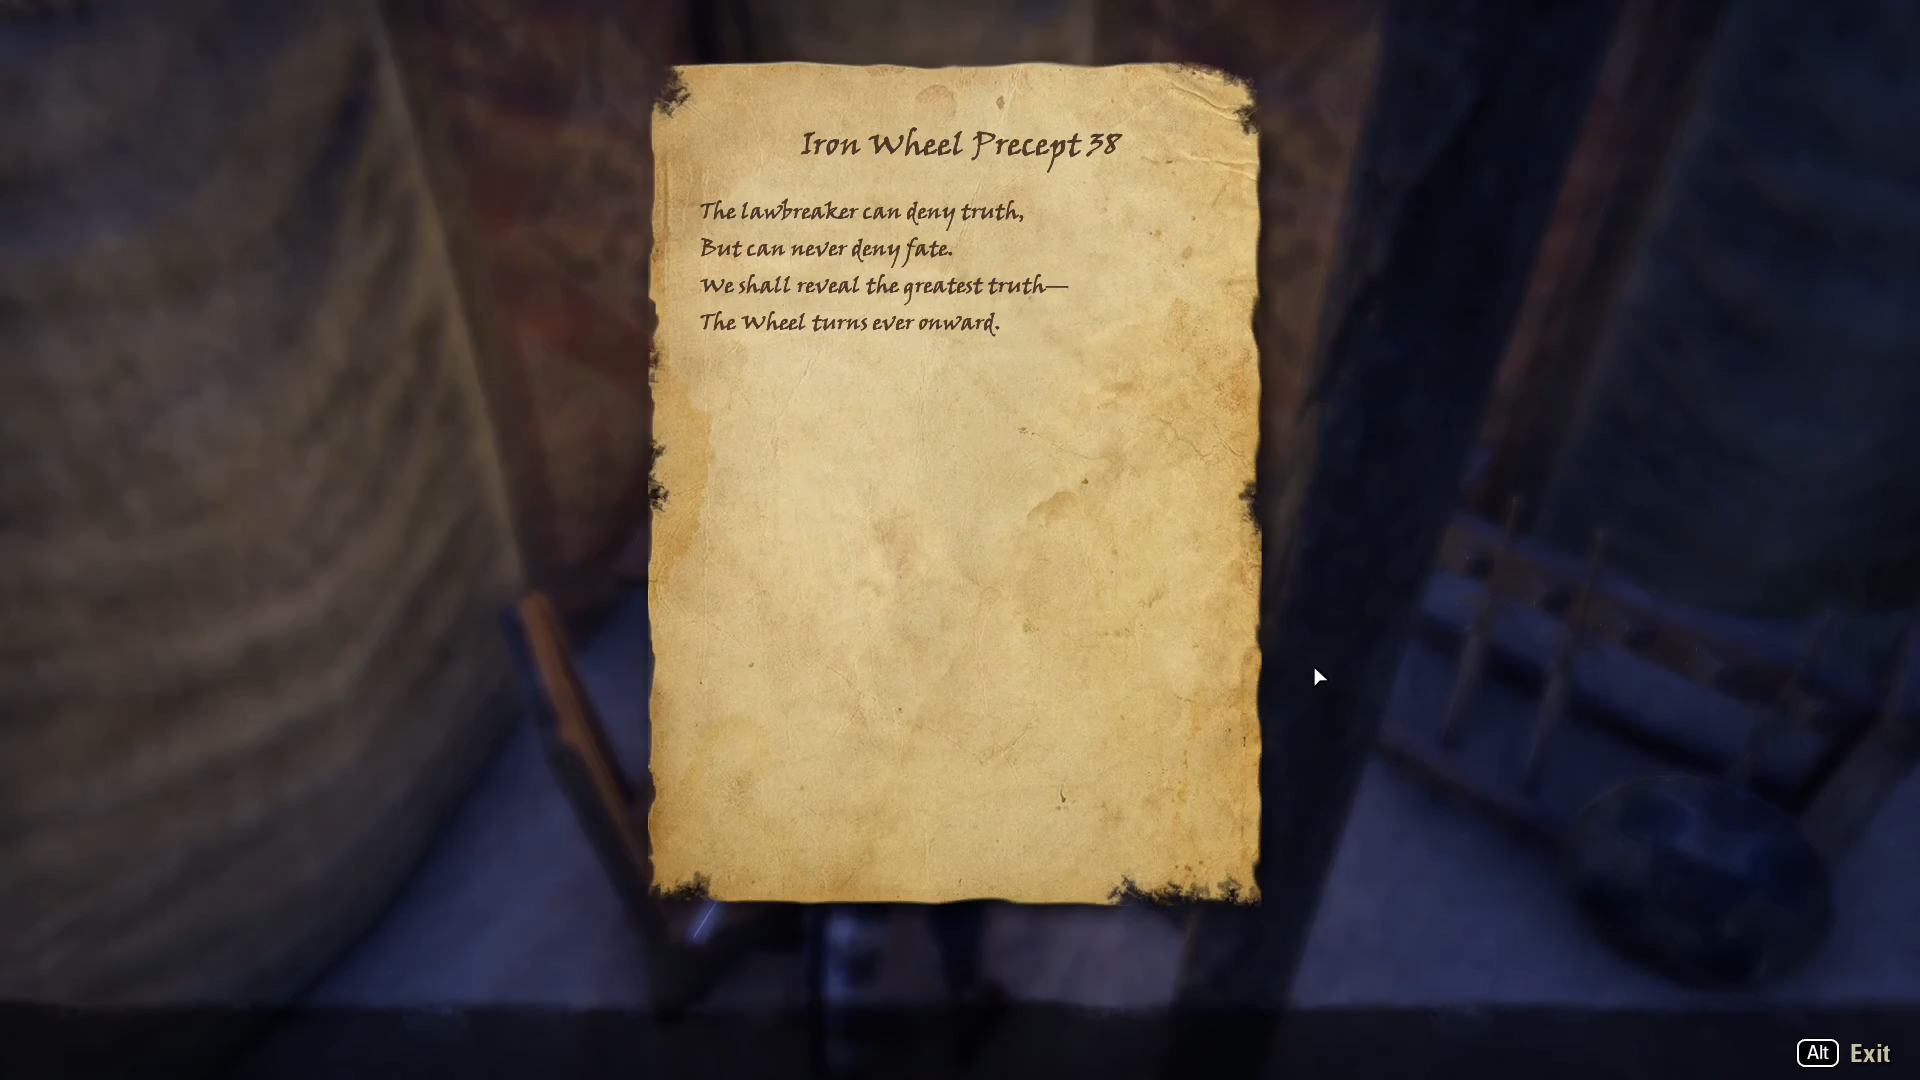 Iron Wheel Precept 38
The lawbreaker can deny truth,
But can never deny fate.
We shall reveal the greatest truth—
The Wheel turns ever onward.
Alt Exit